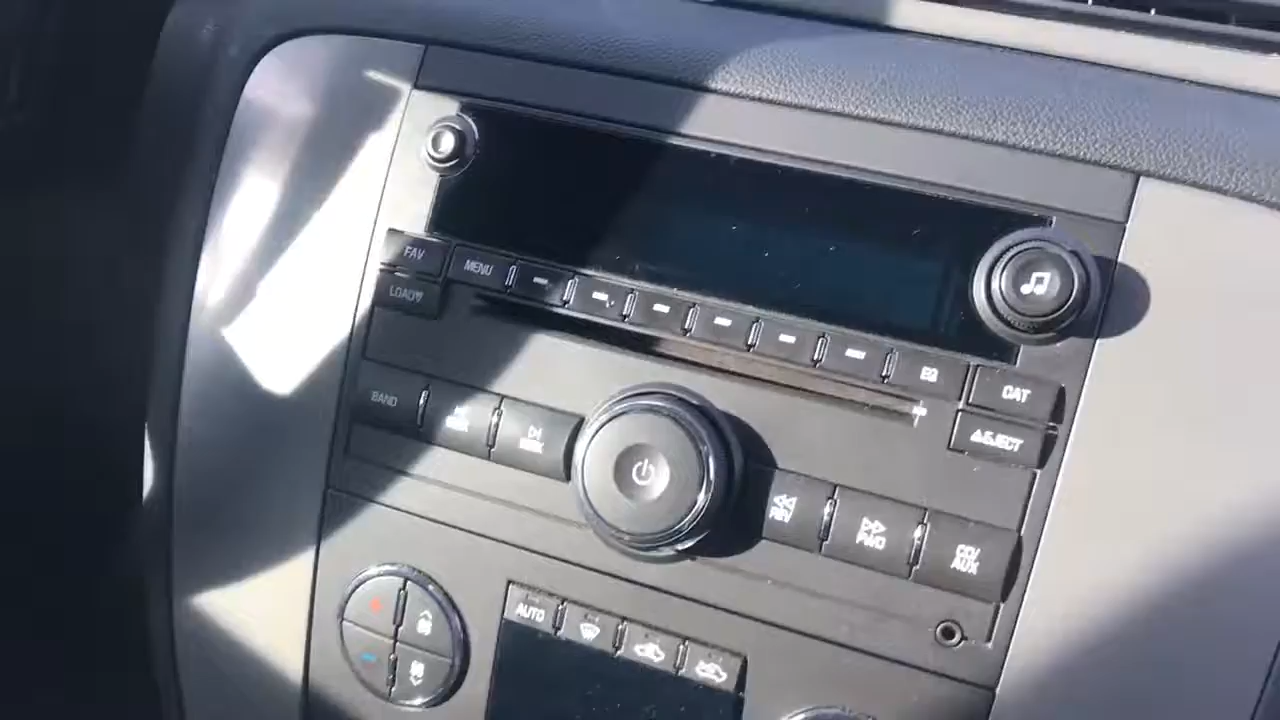 FAV
MENU
LOAD
EQ
CAT
EJECT
BAND
REV
FWD
CD/
AUX
AUTO